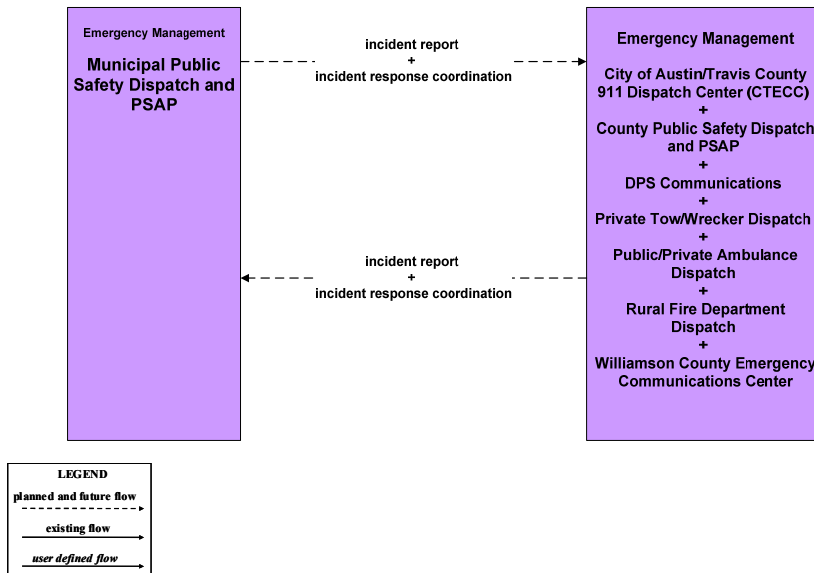 Emergency Management
Municipal Public
Safety Dispatch and
PSAP
incident report
+
incident response coordination
incident report
+
incident response coordination
Emergency Management
City of Austin/Travis County
911 Dispatch Center (CTECC)
+
County Public Safety Dispatch
and PSAP
+
DPS Communications
+
Private Tow/Wrecker Dispatch
+
Public/Private Ambulance
Dispatch
+
Rural Fire Department
Dispatch
+
Williamson County Emergency
Communications Center
LEGEND
planned and future flow
existing flow
user defined flow